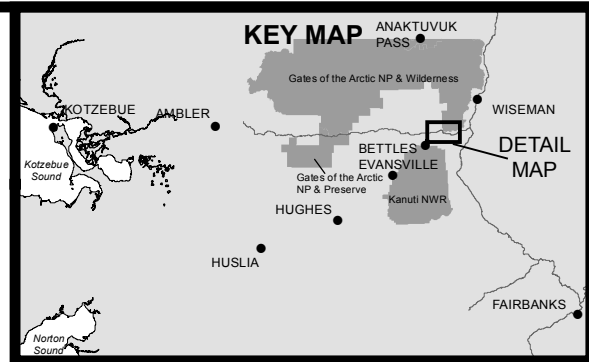 KEY MAP
ANAKTUVUK
PASS
Gates of the Arctic NP & Wilderness
WISEMAN
KOTZEBUE
AMBLER
Kotzebue
Sound
DETAIL
MAP
BETTLES
EVANSVILLE
Gates of the Arctic
NP & Preserve
Kanuti NWR
HUGHES
HUSLIA
FAIRBANKS
Norton
Sound